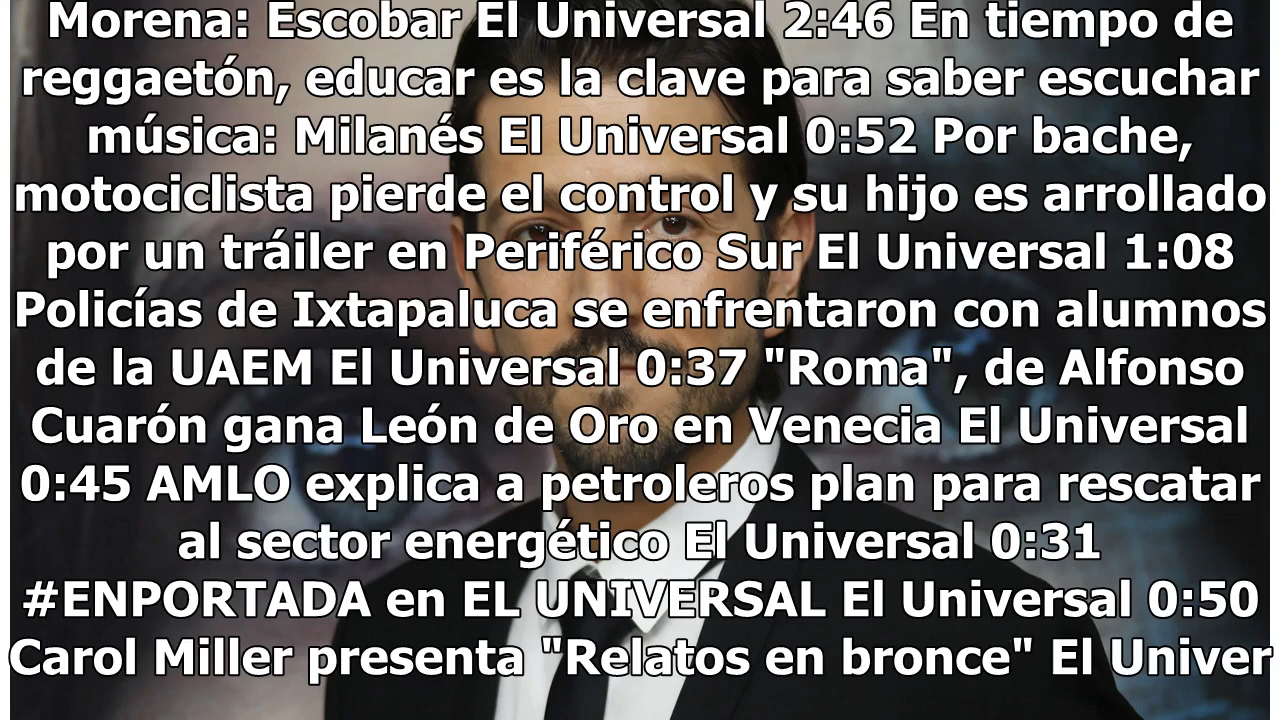 Morena: Escobar El Universal 2:46 En tiempo de
reggaetón, educar es la clave para saber escuchar
música: Milanés El Universal 0:52 Por bache,
motociclista pierde el control y su hijo es arrollado
por un tráiler en Periférico Sur El Universal 1:08
Policías de Ixtapaluca se enfrentaron con alumnos
de la UAEM El Universal 0:37 "Roma", de Alfonso
Cuarón gana León de Oro en Venecia El Universal
0:45 AMLO explica a petroleros plan para rescatar
al sector energético El Universal 0:31
#ENPORTADA en EL UNIVERSAL El Universal 0:50
Carol Miller presenta "Relatos en bronce" El Univer